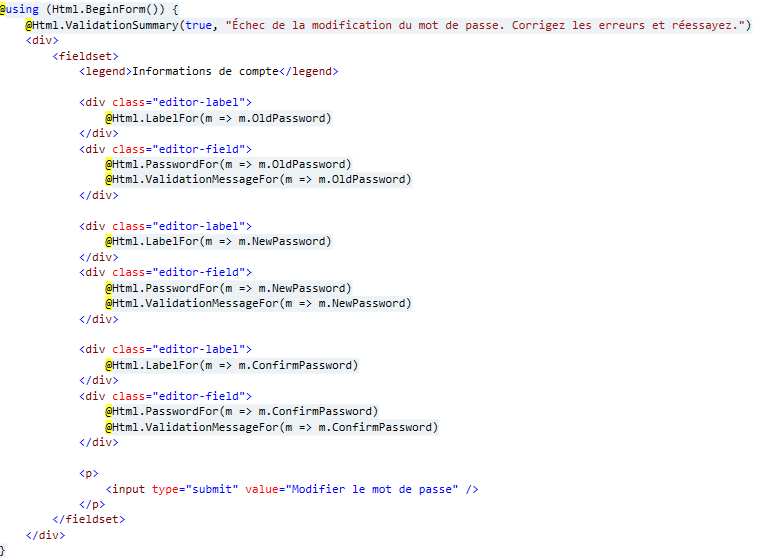 @using (Html.BeginForm()) {
@Html.ValidationSummary(true, "Échec de la modification du mot de passe. Corrigez les erreurs et réessayez.")
<div>
<fieldset>
<legend>Informations de compte</legend>
<div class="editor-label">
@Html.LabelFor(m => m.OldPassword)
</div>
<div class="editor-field">
@Html.PasswordFor(m => m.OldPassword)
@Html.ValidationMessageFor(m => m.OldPassword)
</div>
<div class="editor-label">
@Html.LabelFor(m => m.NewPassword)
</div>
<div class="editor-field">
@Html.PasswordFor(m => m.NewPassword)
@Html.ValidationMessageFor(m => m.NewPassword)
</div>
<div class="editor-label">
@Html.LabelFor(m => m.ConfirmPassword)
</div>
<div class="editor-field">
@Html.PasswordFor(m => m.ConfirmPassword)
@Html.ValidationMessageFor(m => m.ConfirmPassword)
</div>
<p>
<input type="submit" value="Modifier le mot de passe" />
</p>
</fieldset>
</div>
}